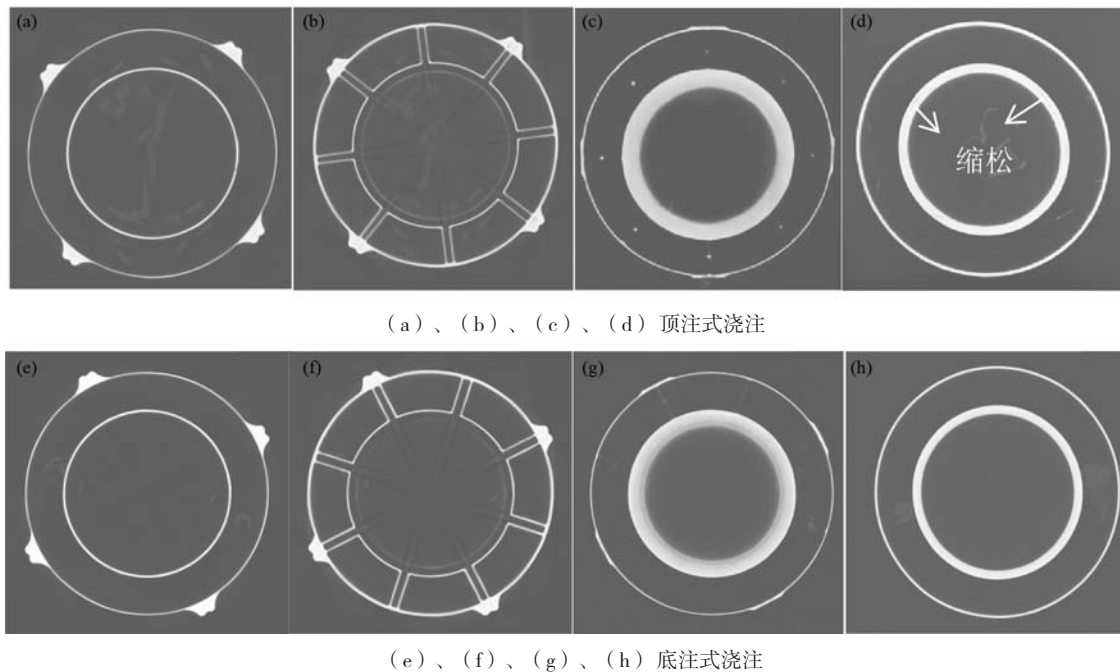 (a)
(b)
(c)
(d)
缩松
（a）、（b）、（c）、（d）顶注式浇注
(e)
(f)
(g)
(h)
（e）、（f）、（g）、（h）底注式浇注